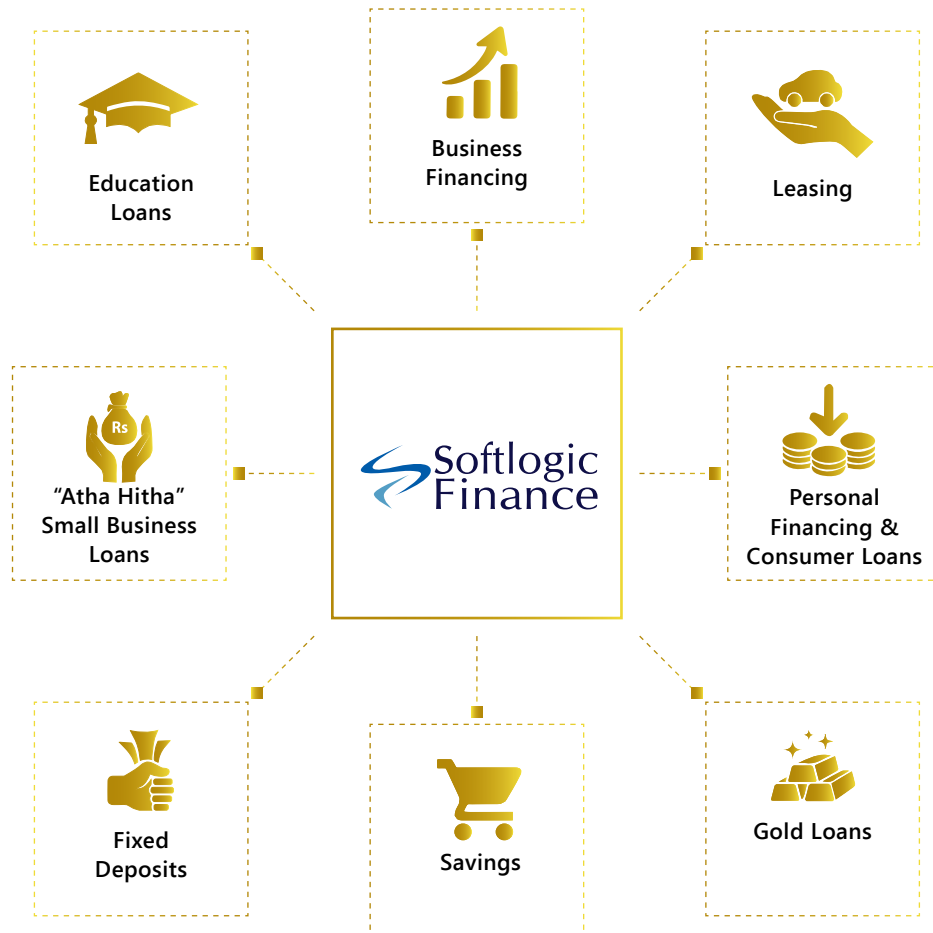 Education
Loans
Business
Financing
Leasing
Rs
“Atha Hitha”
Small Business
Loans
Softlogic
Finance
Personal
Financing &
Consumer Loans
Fixed
Deposits
Savings
Gold Loans